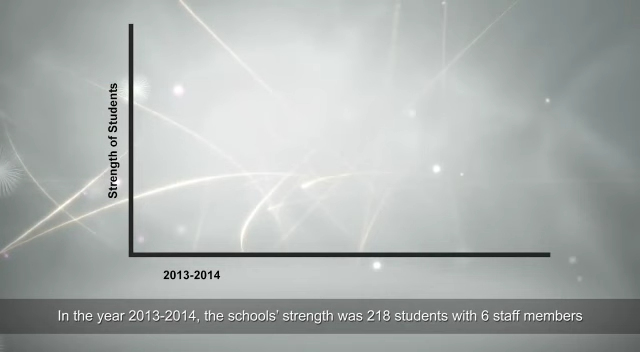 Strength of Students
2013-2014
In the year 2013-2014, the schools' strength was 218 students with 6 staff members